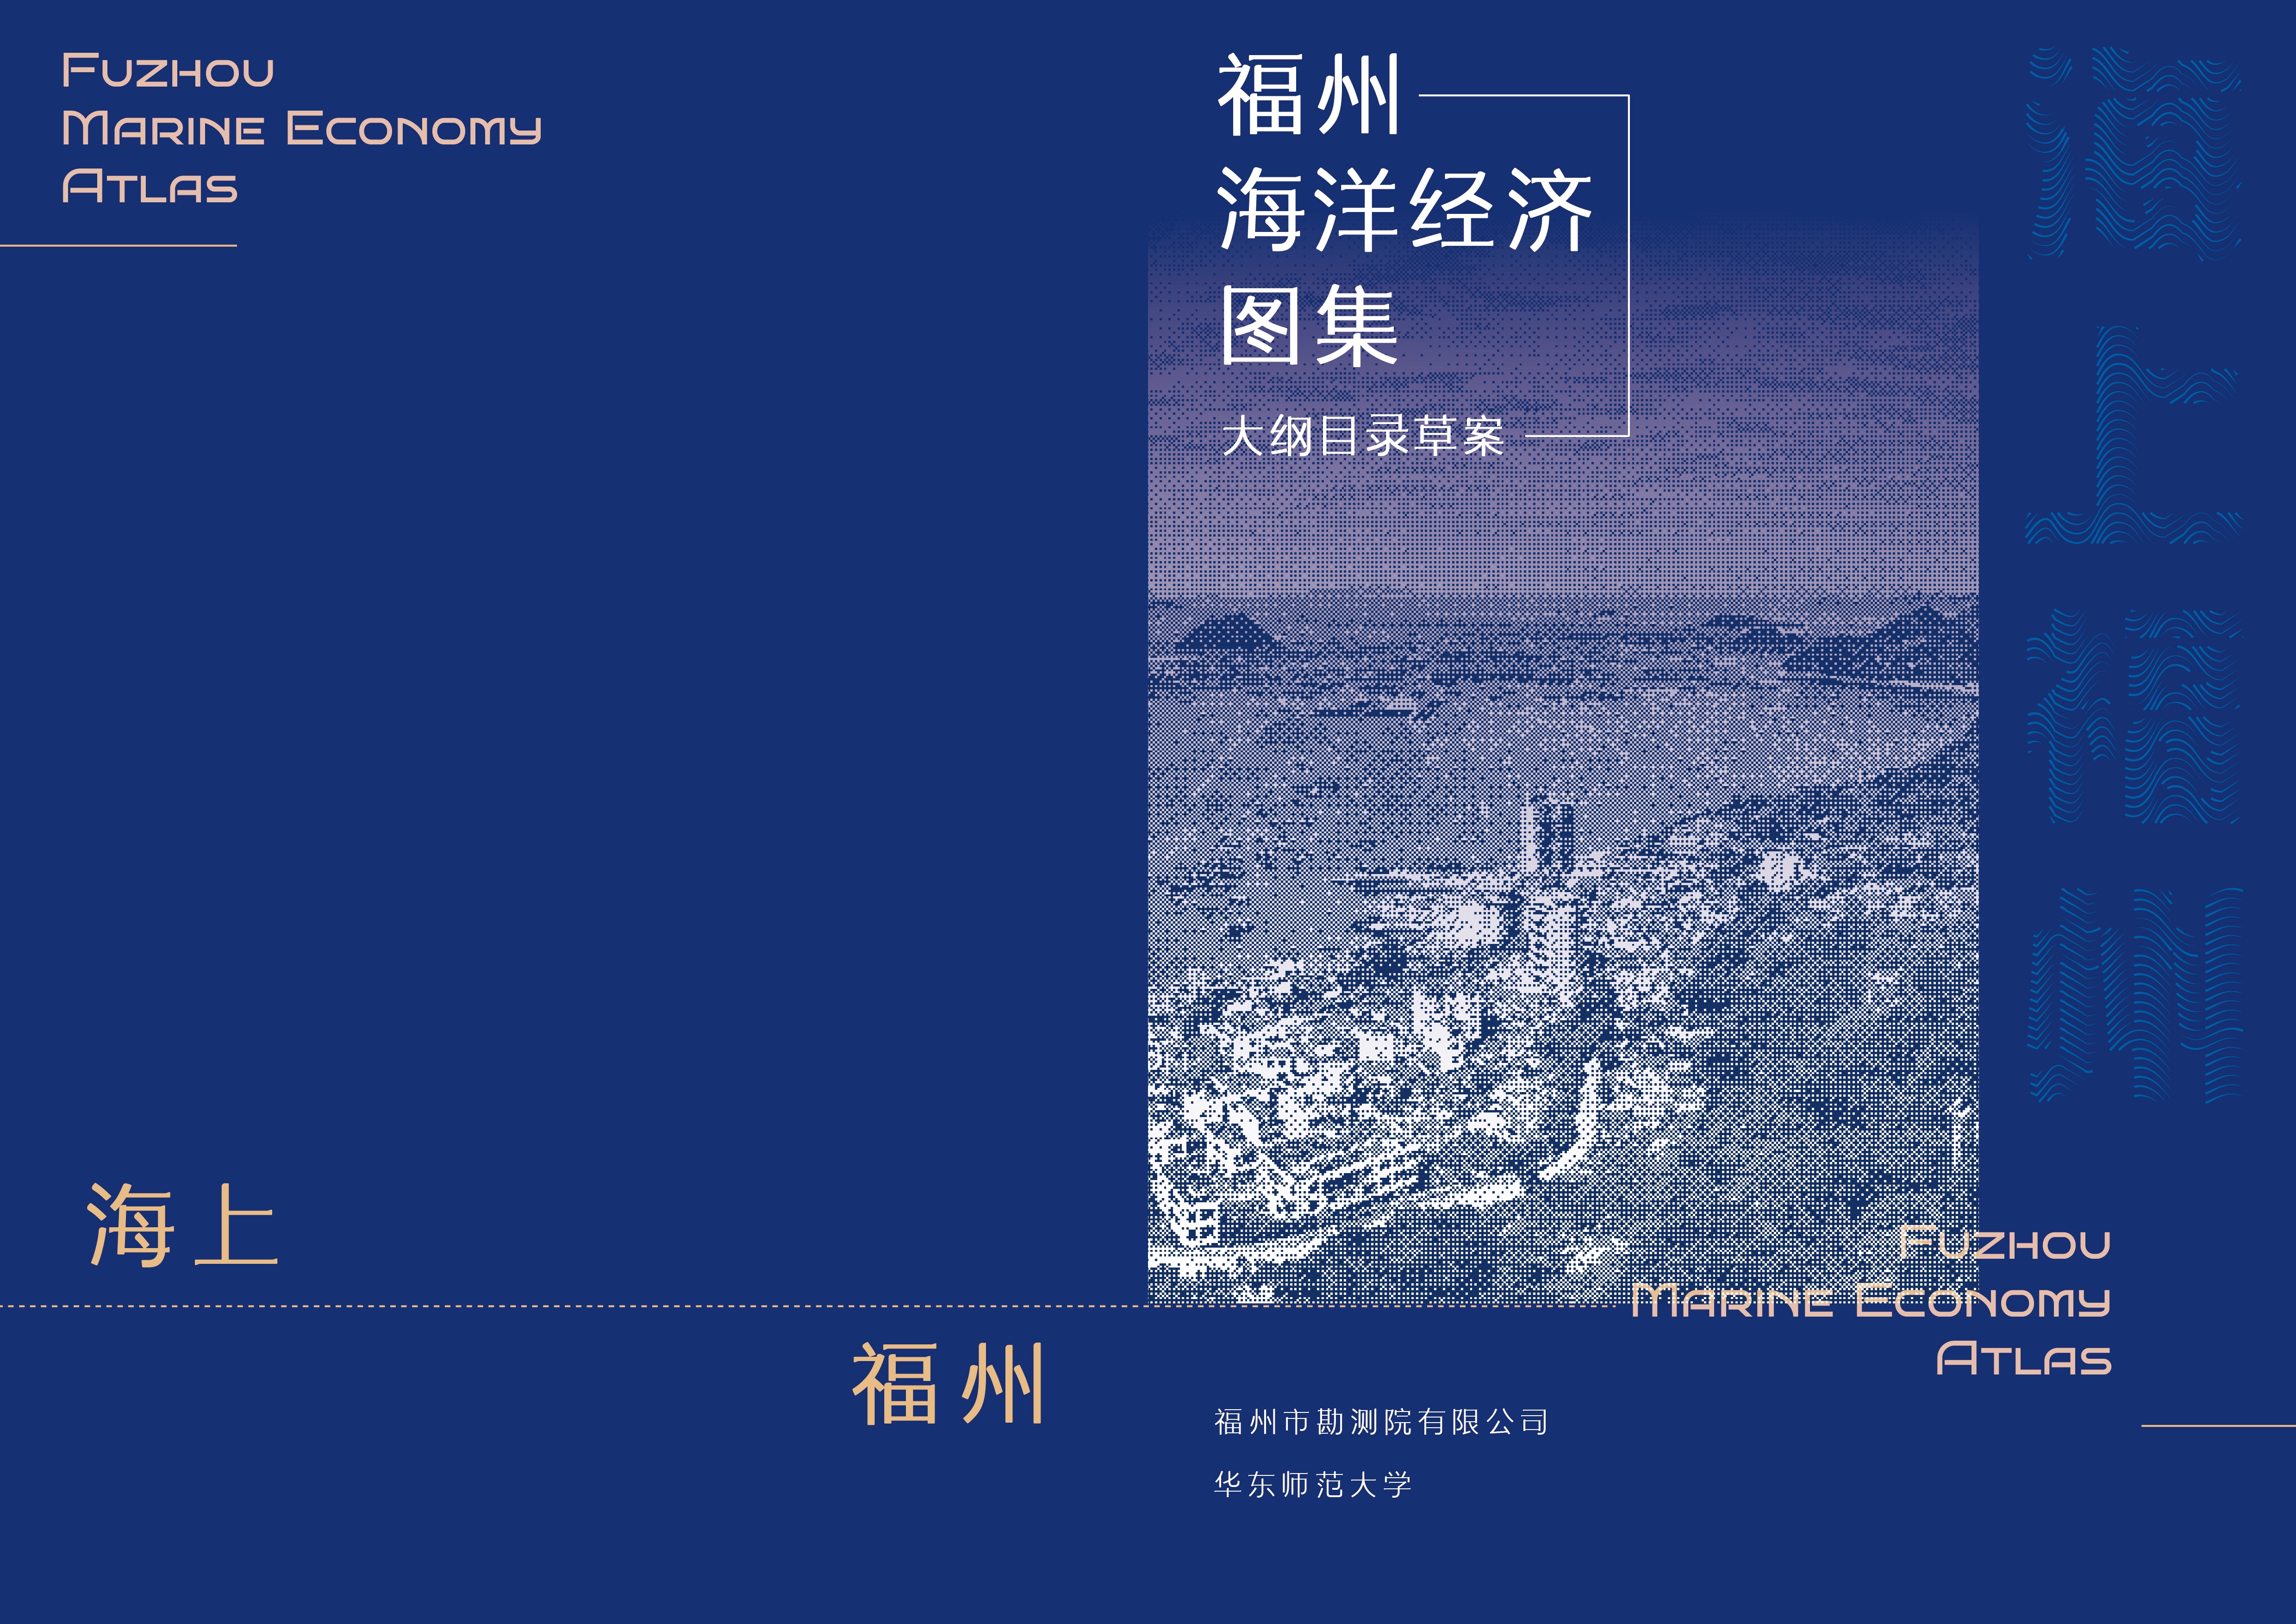 FUZHOU
MARINE ECONOMY
ATLAS
海上
福州
福州
海洋经济
图集
大纲目录草案
海上福州
FUZHOU
MARINE ECONOMY
ATLAS
福州市勘测院有限公司
华东师范大学